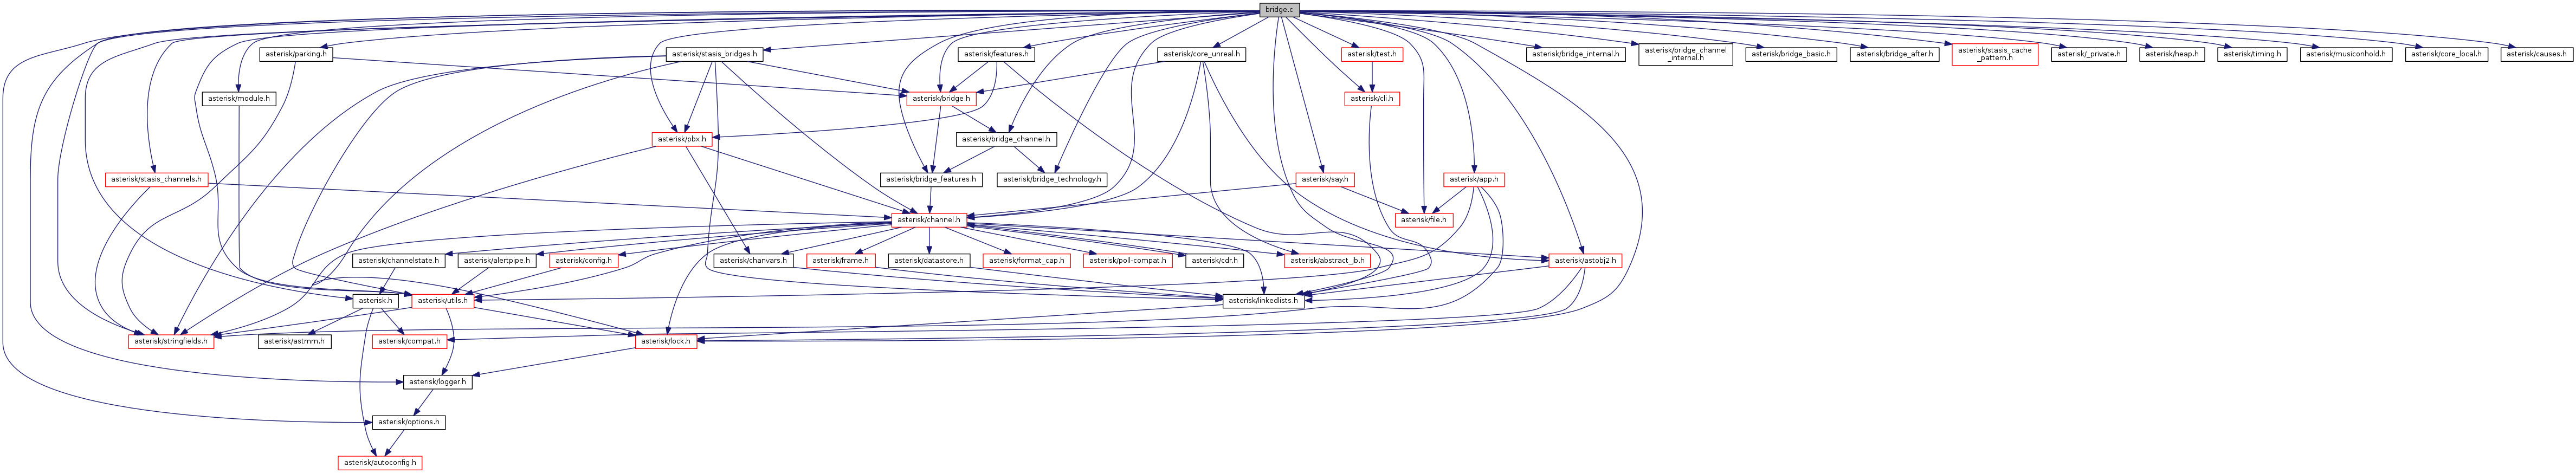 bridge.c
asterisk/parking.h
asterisk/stasis_bridges.h
asterisk/features.h
asterisk/core_unreal.h
asterisk/test.h
asterisk/bridge_internal.h
asterisk/bridge_channel
_internal.h
asterisk/bridge_basic.h
asterisk/bridge_after.h
asterisk/stasis_cache
_pattern.h
asterisk/_private.h
asterisk/heap.h
asterisk/timing.h
asterisk/musiconhold.h
asterisk/core_local.h
asterisk/causes.h
asterisk/module.h
asterisk/bridge.h
asterisk/cli.h
asterisk/pbx.h
asterisk/bridge_channel.h
asterisk/stasis_channels.h
asterisk/bridge_features.h
asterisk/bridge_technology.h
asterisk/say.h
asterisk/app.h
asterisk/channel.h
asterisk/file.h
asterisk/channelstate.h
asterisk/alertpipe.h
asterisk/config.h
asterisk/chanvars.h
asterisk/frame.h
asterisk/datastore.h
asterisk/format_cap.h
asterisk/poll-compat.h
asterisk/cdr.h
asterisk/abstract_jb.h
asterisk/astobj2.h
asterisk.h
asterisk/utils.h
asterisk/linkedlists.h
asterisk/stringfields.h
asterisk/astmm.h
asterisk/compat.h
asterisk/lock.h
asterisk/logger.h
asterisk/options.h
asterisk/autoconfig.h